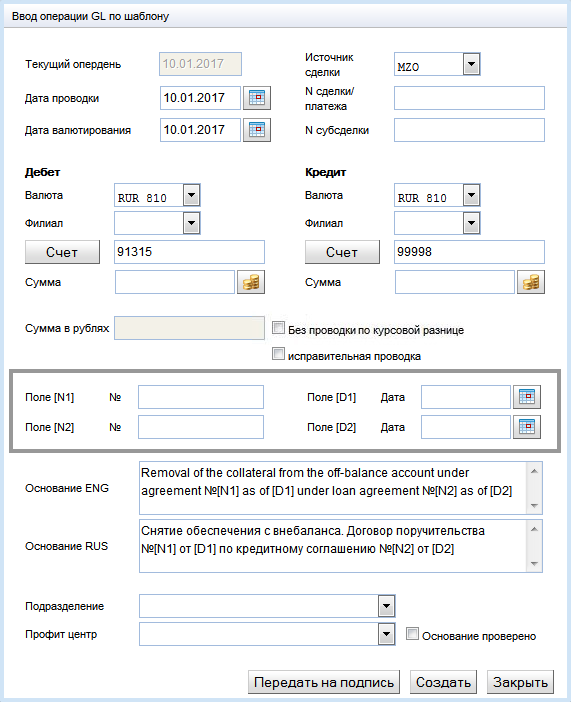 Ввод операции GL по шаблону
Текущий опердень 10.01.2017 Источник сделки MZO
Дата проводки 10.01.2017 N сделки/ платежа
Дата валютирования 10.01.2017 N субсделки
Дебет Кредит
Валюта RUR 810 Валюта RUR 810
Филиал Филиал
Счет 91315 Счет 99998
Сумма Сумма
Сумма в рублях Без проводки по курсовой разнице
исправительная проводка
Поле [N1] № Поле [D1] Дата
Поле [N2] № Поле [D2] Дата
Основание ENG
Removal of the collateral from the off-balance account under
agreement №[N1] as of [D1] under loan agreement №[N2] as of [D2]
Основание RUS
Снятие обеспечения с внебаланса. Договор поручительства
№[N1] от [D1] по кредитному соглашению №[N2] от [D2]
Подразделение
Профит центр Основание проверено
Передать на подпись Создать Закрыть